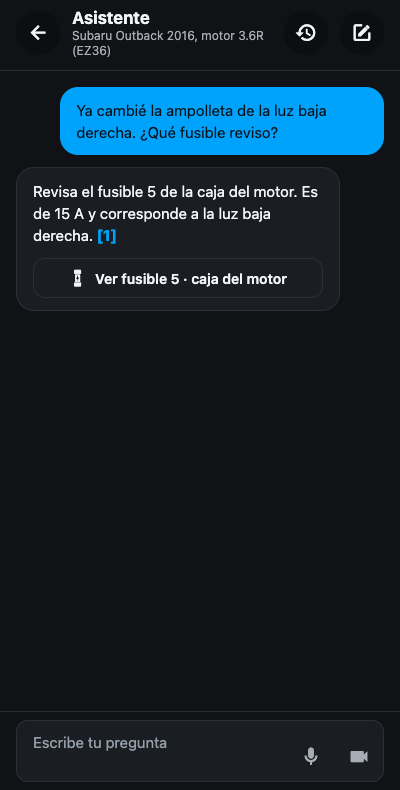 Asistente
Subaru Outback 2016, motor 3.6R
(EZ36)
Ya cambié la ampolleta de la luz baja
derecha. ¿Qué fusible reviso?
Revisa el fusible 5 de la caja del motor. Es
de 15 A y corresponde a la luz baja
derecha. [1]
Ver fusible 5 · caja del motor
Escribe tu pregunta